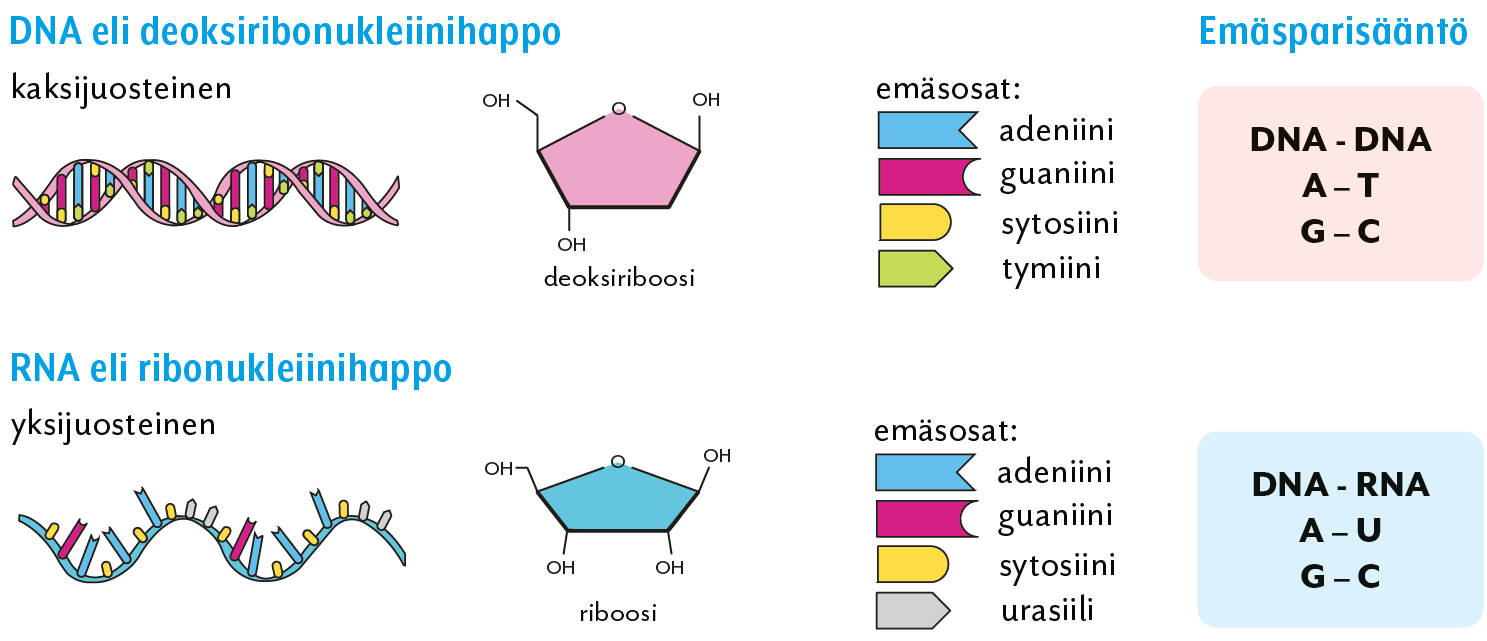 DNA eli deoksiribonukleiinihappo
kaksijuosteinen
OH
O
OH
OH
deoksiriboosi
emäsosat:
adeniini
guaniini
sytosiini
tymiini
Emäsparisääntö
DNA - DNA
A – T
G – C
RNA eli ribonukleiinihappo
yksijuosteinen
OH
O
OH
OH
OH
riboosi
emäsosat:
adeniini
guaniini
sytosiini
urasiili
DNA - RNA
A – U
G – C